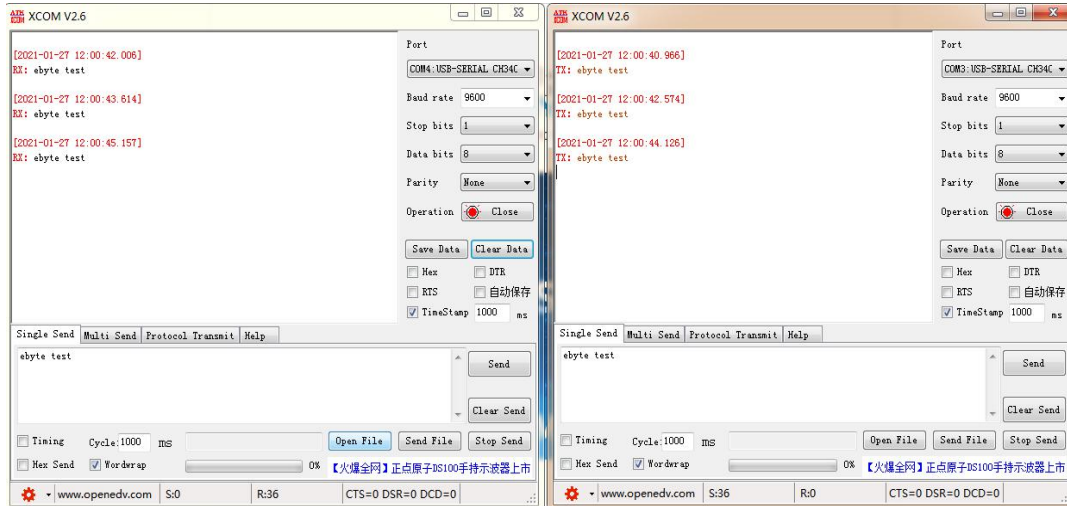 ATK XCOM V2.6
[2021-01-27 12:00:42.006]
RX: ebyte test
[2021-01-27 12:00:43.614]
RX: ebyte test
[2021-01-27 12:00:45.157]
RX: ebyte test
Port
COM4:USB-SERIAL CH34C
Baud rate 9600
Stop bits 1
Data bits 8
Parity None
Operation Close
Save Data Clear Data
Hex DTR
RTS 自动保存
TimeStamp 1000 ms
Single Send Multi Send Protocol Transmit Help
ebyte test
Send
Clear Send
Timing Cycle:1000 ms Open File Send File Stop Send
Hex Send Wordwrap 0% 【火爆全网】正点原子DS100手持示波器上市
www.openedv.com S:0 R:36 CTS=0 DSR=0 DCD=0
ATK XCOM V2.6
[2021-01-27 12:00:40.966]
TX: ebyte test
[2021-01-27 12:00:42.574]
TX: ebyte test
[2021-01-27 12:00:44.126]
TX: ebyte test
Port
COM3:USB-SERIAL CH34C
Baud rate 9600
Stop bits 1
Data bits 8
Parity None
Operation Close
Save Data Clear Data
Hex DTR
RTS 自动保存
TimeStamp 1000 ms
Single Send Multi Send Protocol Transmit Help
ebyte test
Send
Clear Send
Timing Cycle:1000 ms Open File Send File Stop Send
Hex Send Wordwrap 0% 【火爆全网】正点原子DS100手持示波器上市
www.openedv.com S:36 R:0 CTS=0 DSR=0 DCD=0